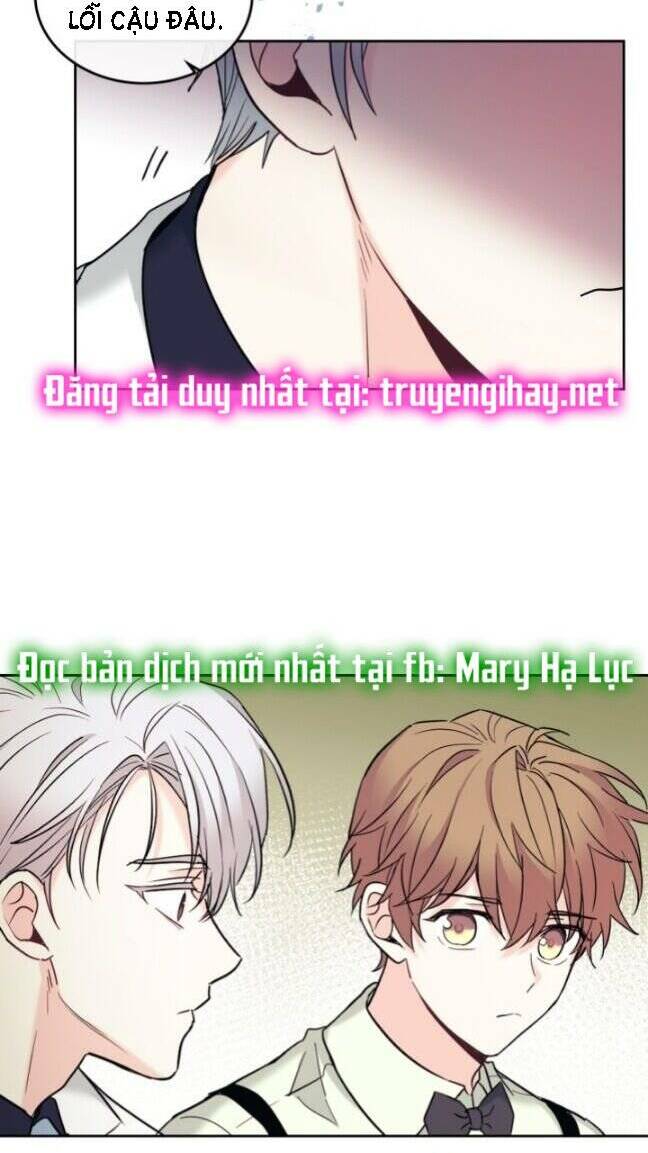 LỖI CẬU ĐÂU.
Đăng tải duy nhất tại: truyengihay.net
Đọc bản dịch mới nhất tại fb: Mary Hạ Lục